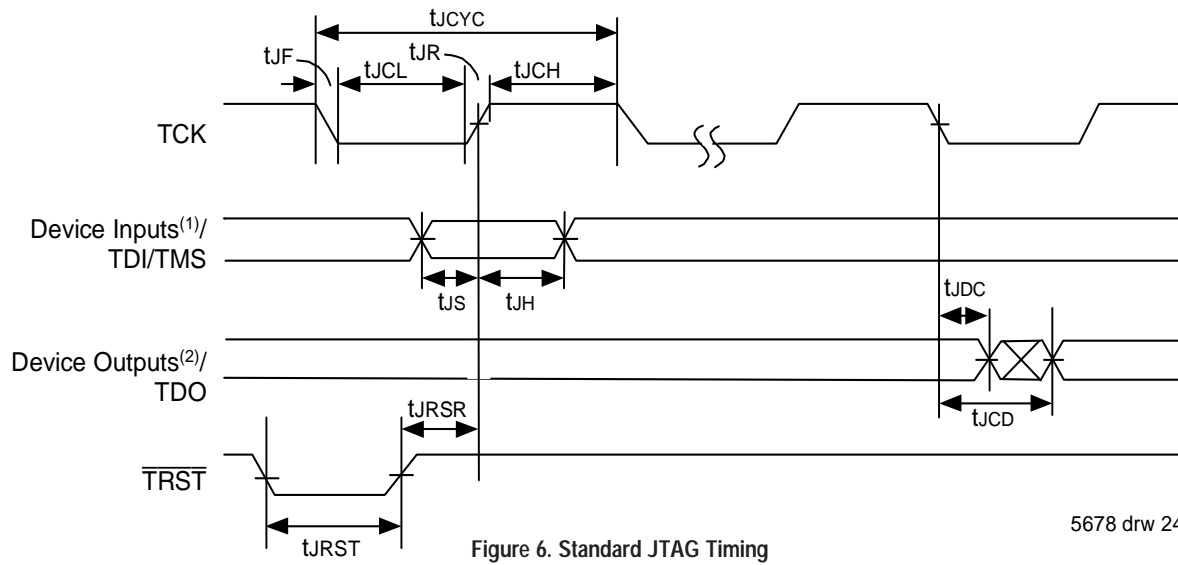 tJCYC
tJF
tJCL
tJR
tJCH
TCK
Device Inputs(1)/
TDI/TMS
tJS
tJH
tJDC
Device Outputs(2)/
TDO
tJCD
tJRSR
TRST
tJRST
5678 drw 24
Figure 6. Standard JTAG Timing